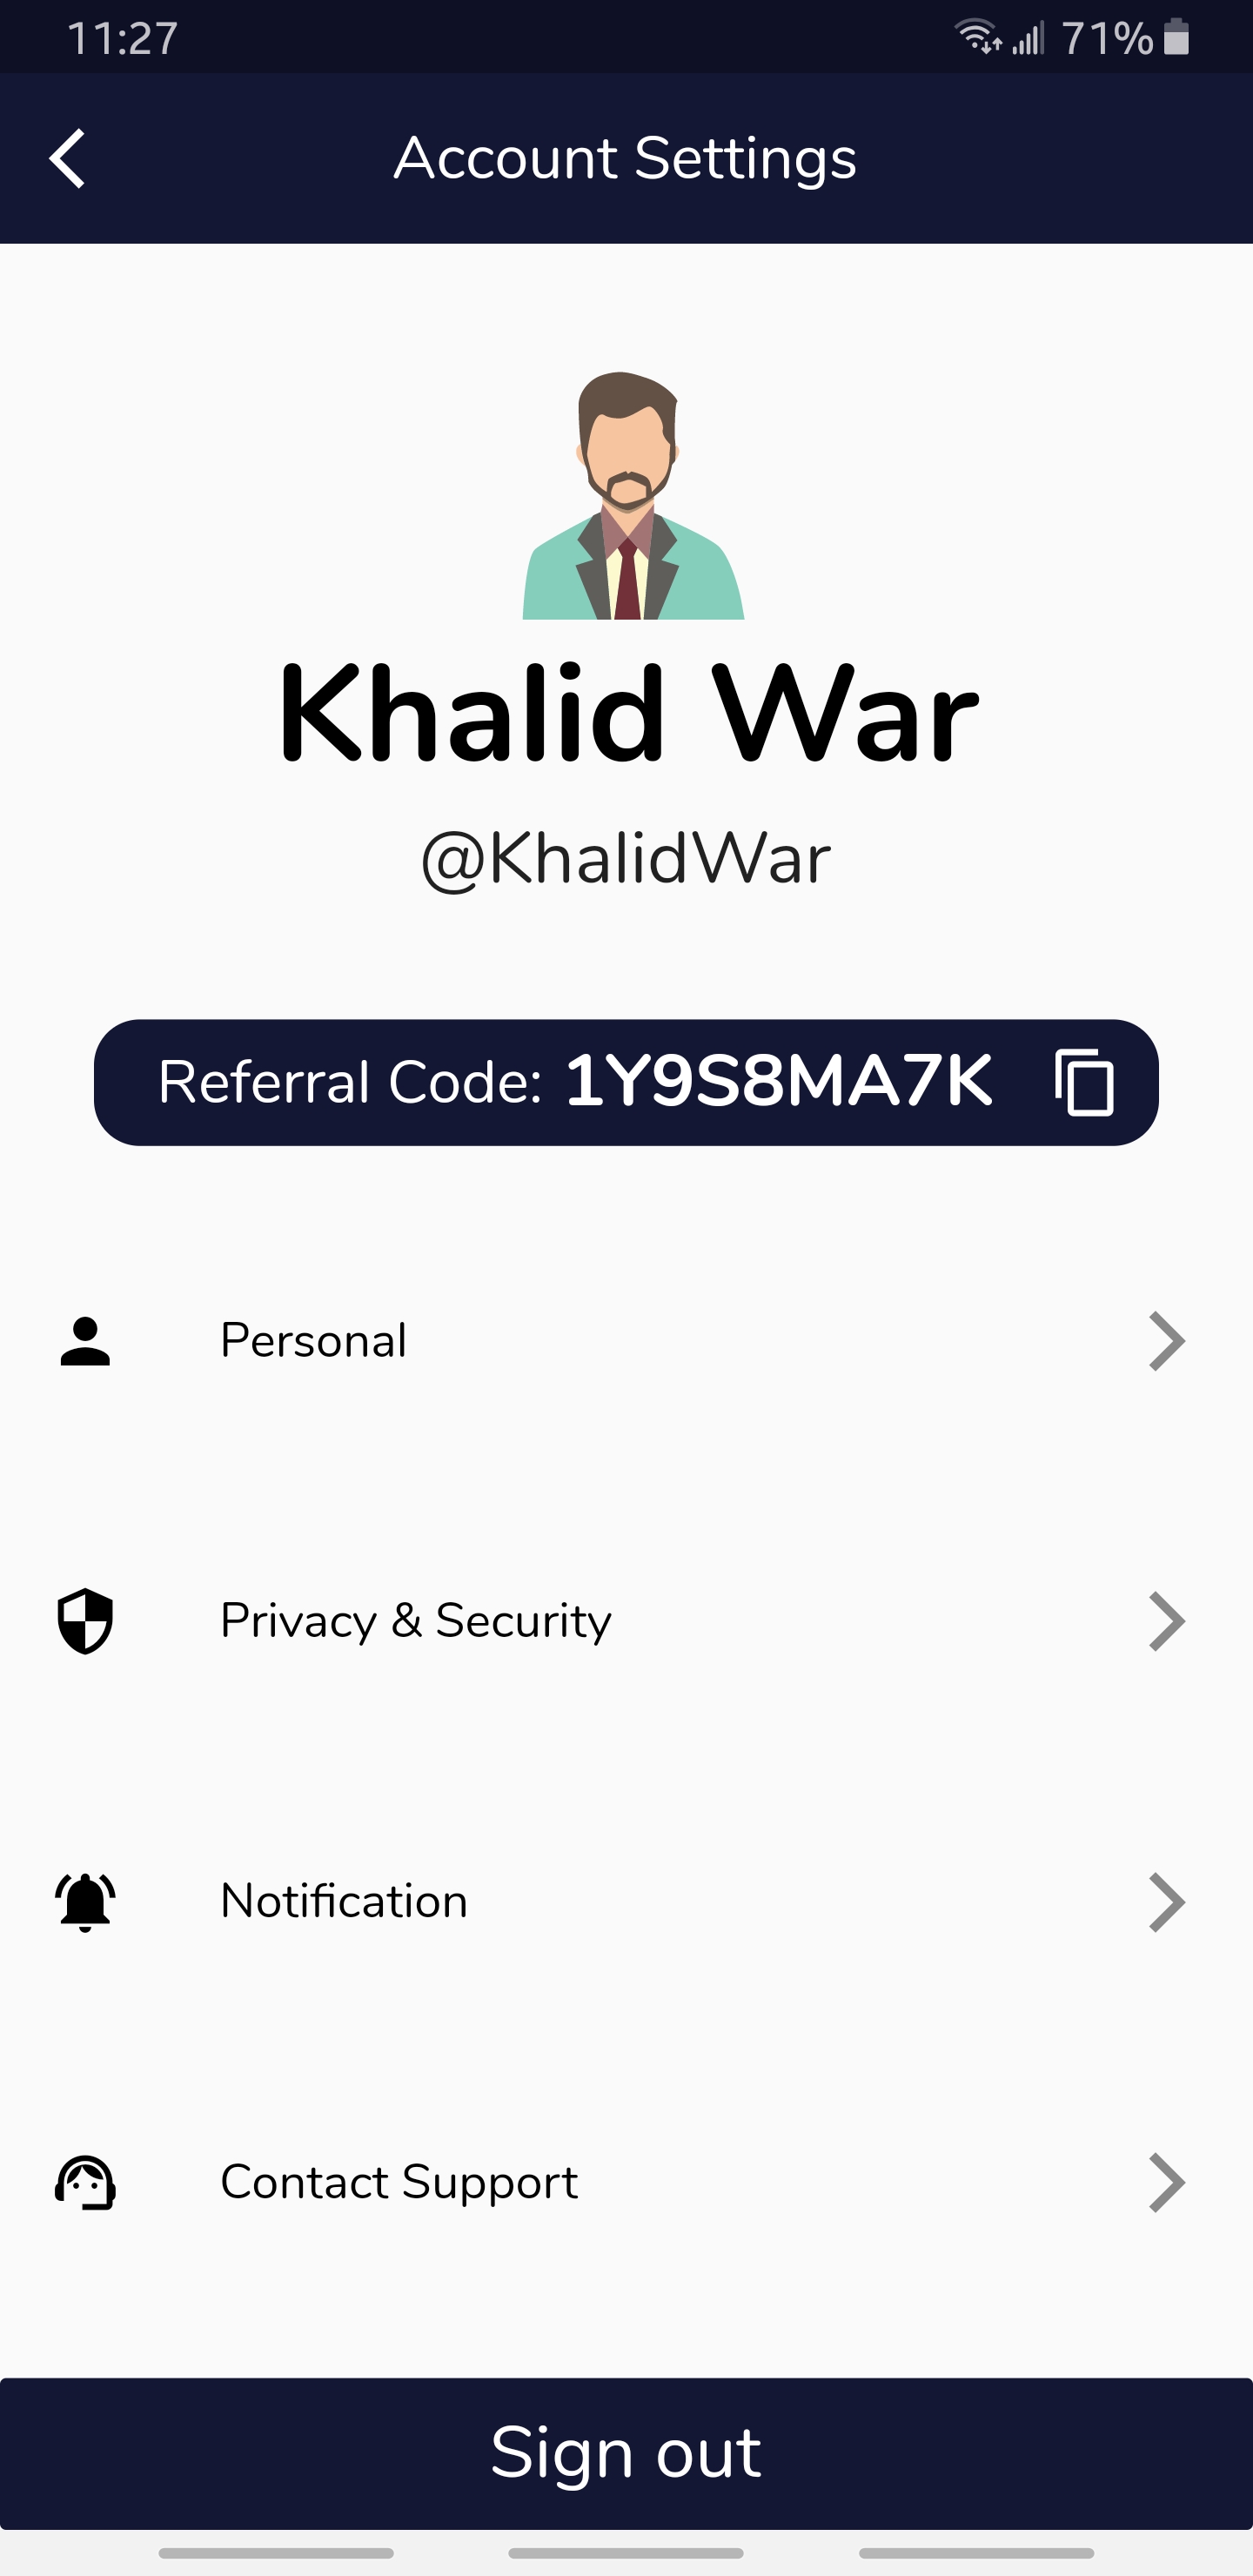 11:27 71%
Account Settings
Khalid War
@KhalidWar
Referral Code: 1Y9S8MA7K
Personal
Privacy & Security
Notification
Contact Support
Sign out